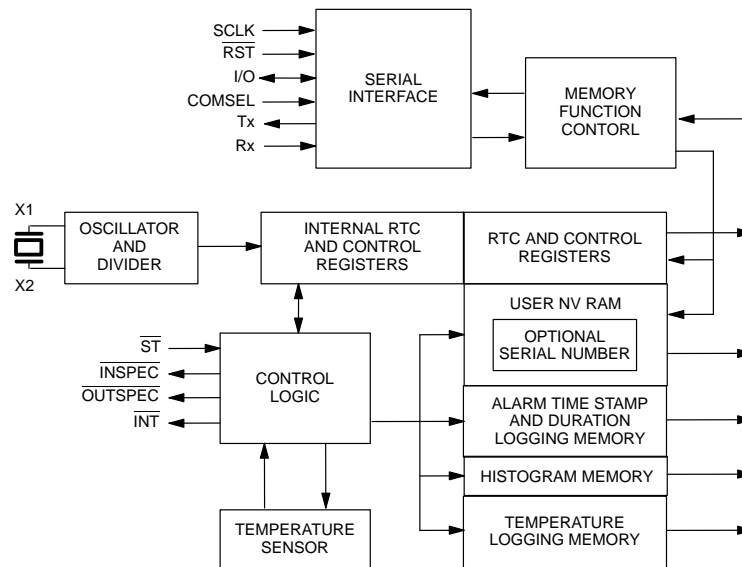 SCLK
RST
I/O
COMSEL
Tx
Rx
SERIAL
INTERFACE
MEMORY
FUNCTION
CONTORL
X1
X2
OSCILLATOR
AND
DIVIDER
INTERNAL RTC
AND CONTROL
REGISTERS
RTC AND CONTROL
REGISTERS
USER NV RAM
OPTIONAL
SERIAL NUMBER
ST
INSPEC
OUTSPEC
INT
CONTROL
LOGIC
ALARM TIME STAMP
AND DURATION
LOGGING MEMORY
HISTOGRAM MEMORY
TEMPERATURE
SENSOR
TEMPERATURE
LOGGING MEMORY